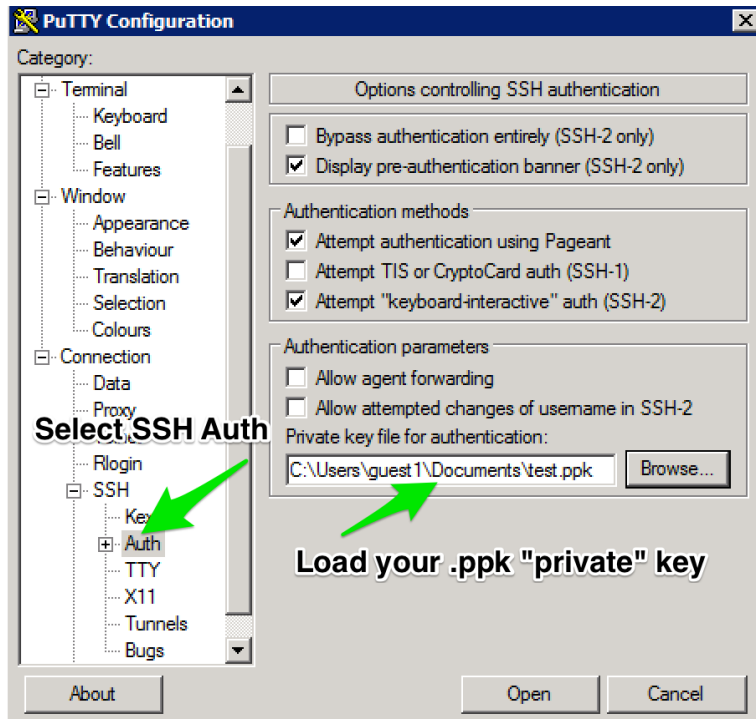 PuTTY Configuration
Category:
Terminal
Keyboard
Bell
Features
Window
Appearance
Behaviour
Translation
Selection
Colours
Connection
Data
Proxy
Select SSH Auth
Rlogin
SSH
Kex
Auth
TTY
X11
Tunnels
Bugs
Options controlling SSH authentication
Bypass authentication entirely (SSH-2 only)
Display pre-authentication banner (SSH-2 only)
Authentication methods
Attempt authentication using Pageant
Attempt TIS or CryptoCard auth (SSH-1)
Attempt "keyboard-interactive" auth (SSH-2)
Authentication parameters
Allow agent forwarding
Allow attempted changes of username in SSH-2
Private key file for authentication:
C:\Users\guest1\Documents\test.ppk Browse...
Load your .ppk "private" key
About Open Cancel